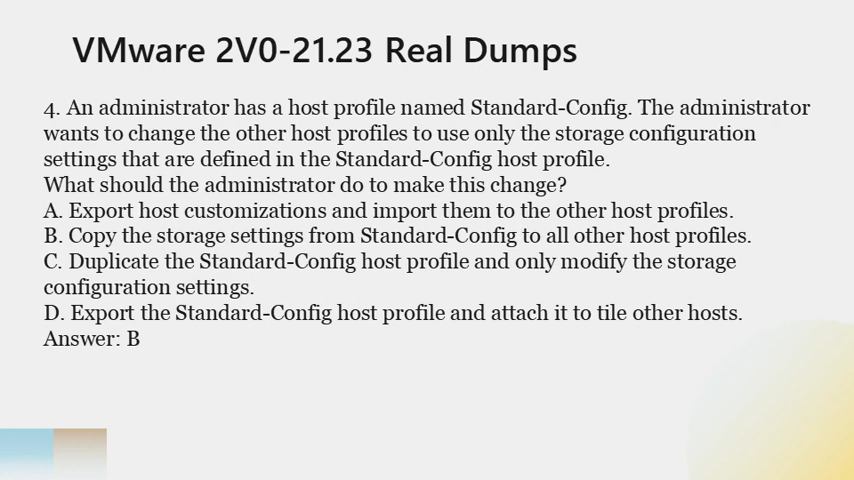 VMware 2V0-21.23 Real Dumps
4. An administrator has a host profile named Standard-Config. The administrator
wants to change the other host profiles to use only the storage configuration
settings that are defined in the Standard-Config host profile.
What should the administrator do to make this change?
A. Export host customizations and import them to the other host profiles.
B. Copy the storage settings from Standard-Config to all other host profiles.
C. Duplicate the Standard-Config host profile and only modify the storage
configuration settings.
D. Export the Standard-Config host profile and attach it to tile other hosts.
Answer: B